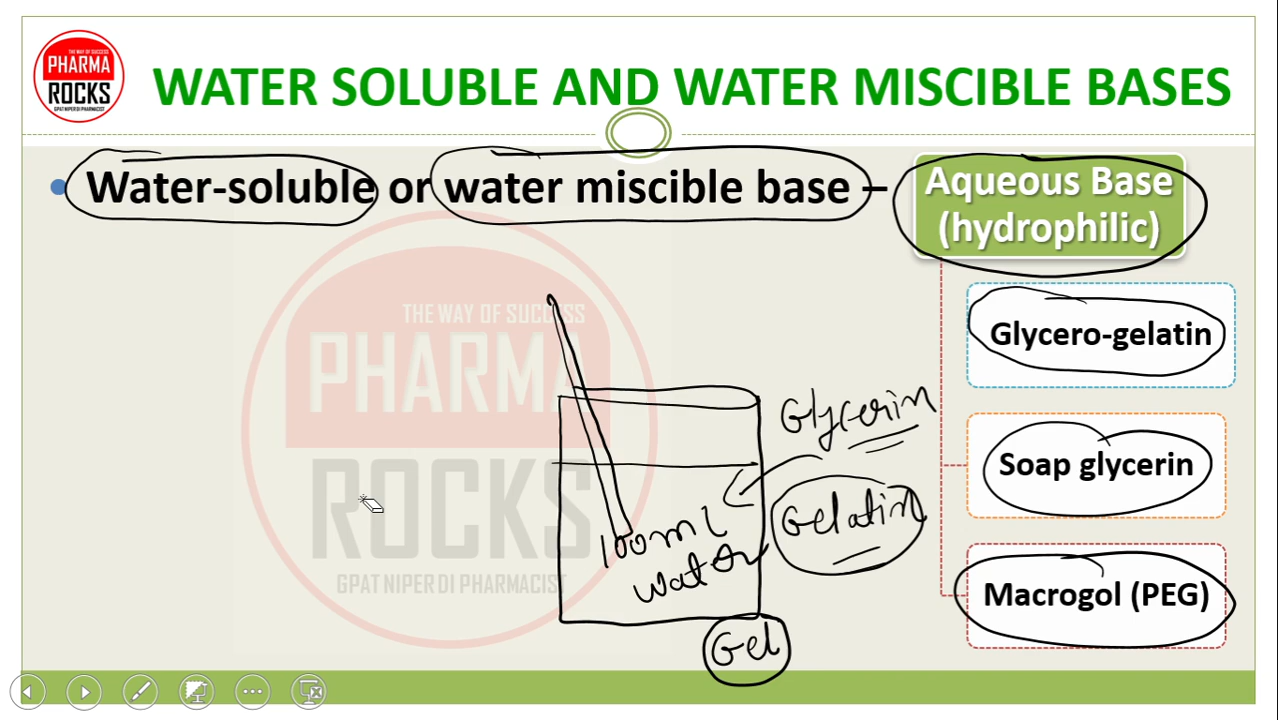 THE WAY OF SUCCESS
PHARMA
ROCKS
GPAT NIPER DI PHARMACIST
WATER SOLUBLE AND WATER MISCIBLE BASES
• Water-soluble or water miscible base –
Aqueous Base
(hydrophilic)
Glycero-gelatin
Soap glycerin
Macrogol (PEG)
THE WAY OF SUCCESS
PHARMA
ROCKS
GPAT NIPER DI PHARMACIST
Glycerin
Gelatin
100ml
water
Gel